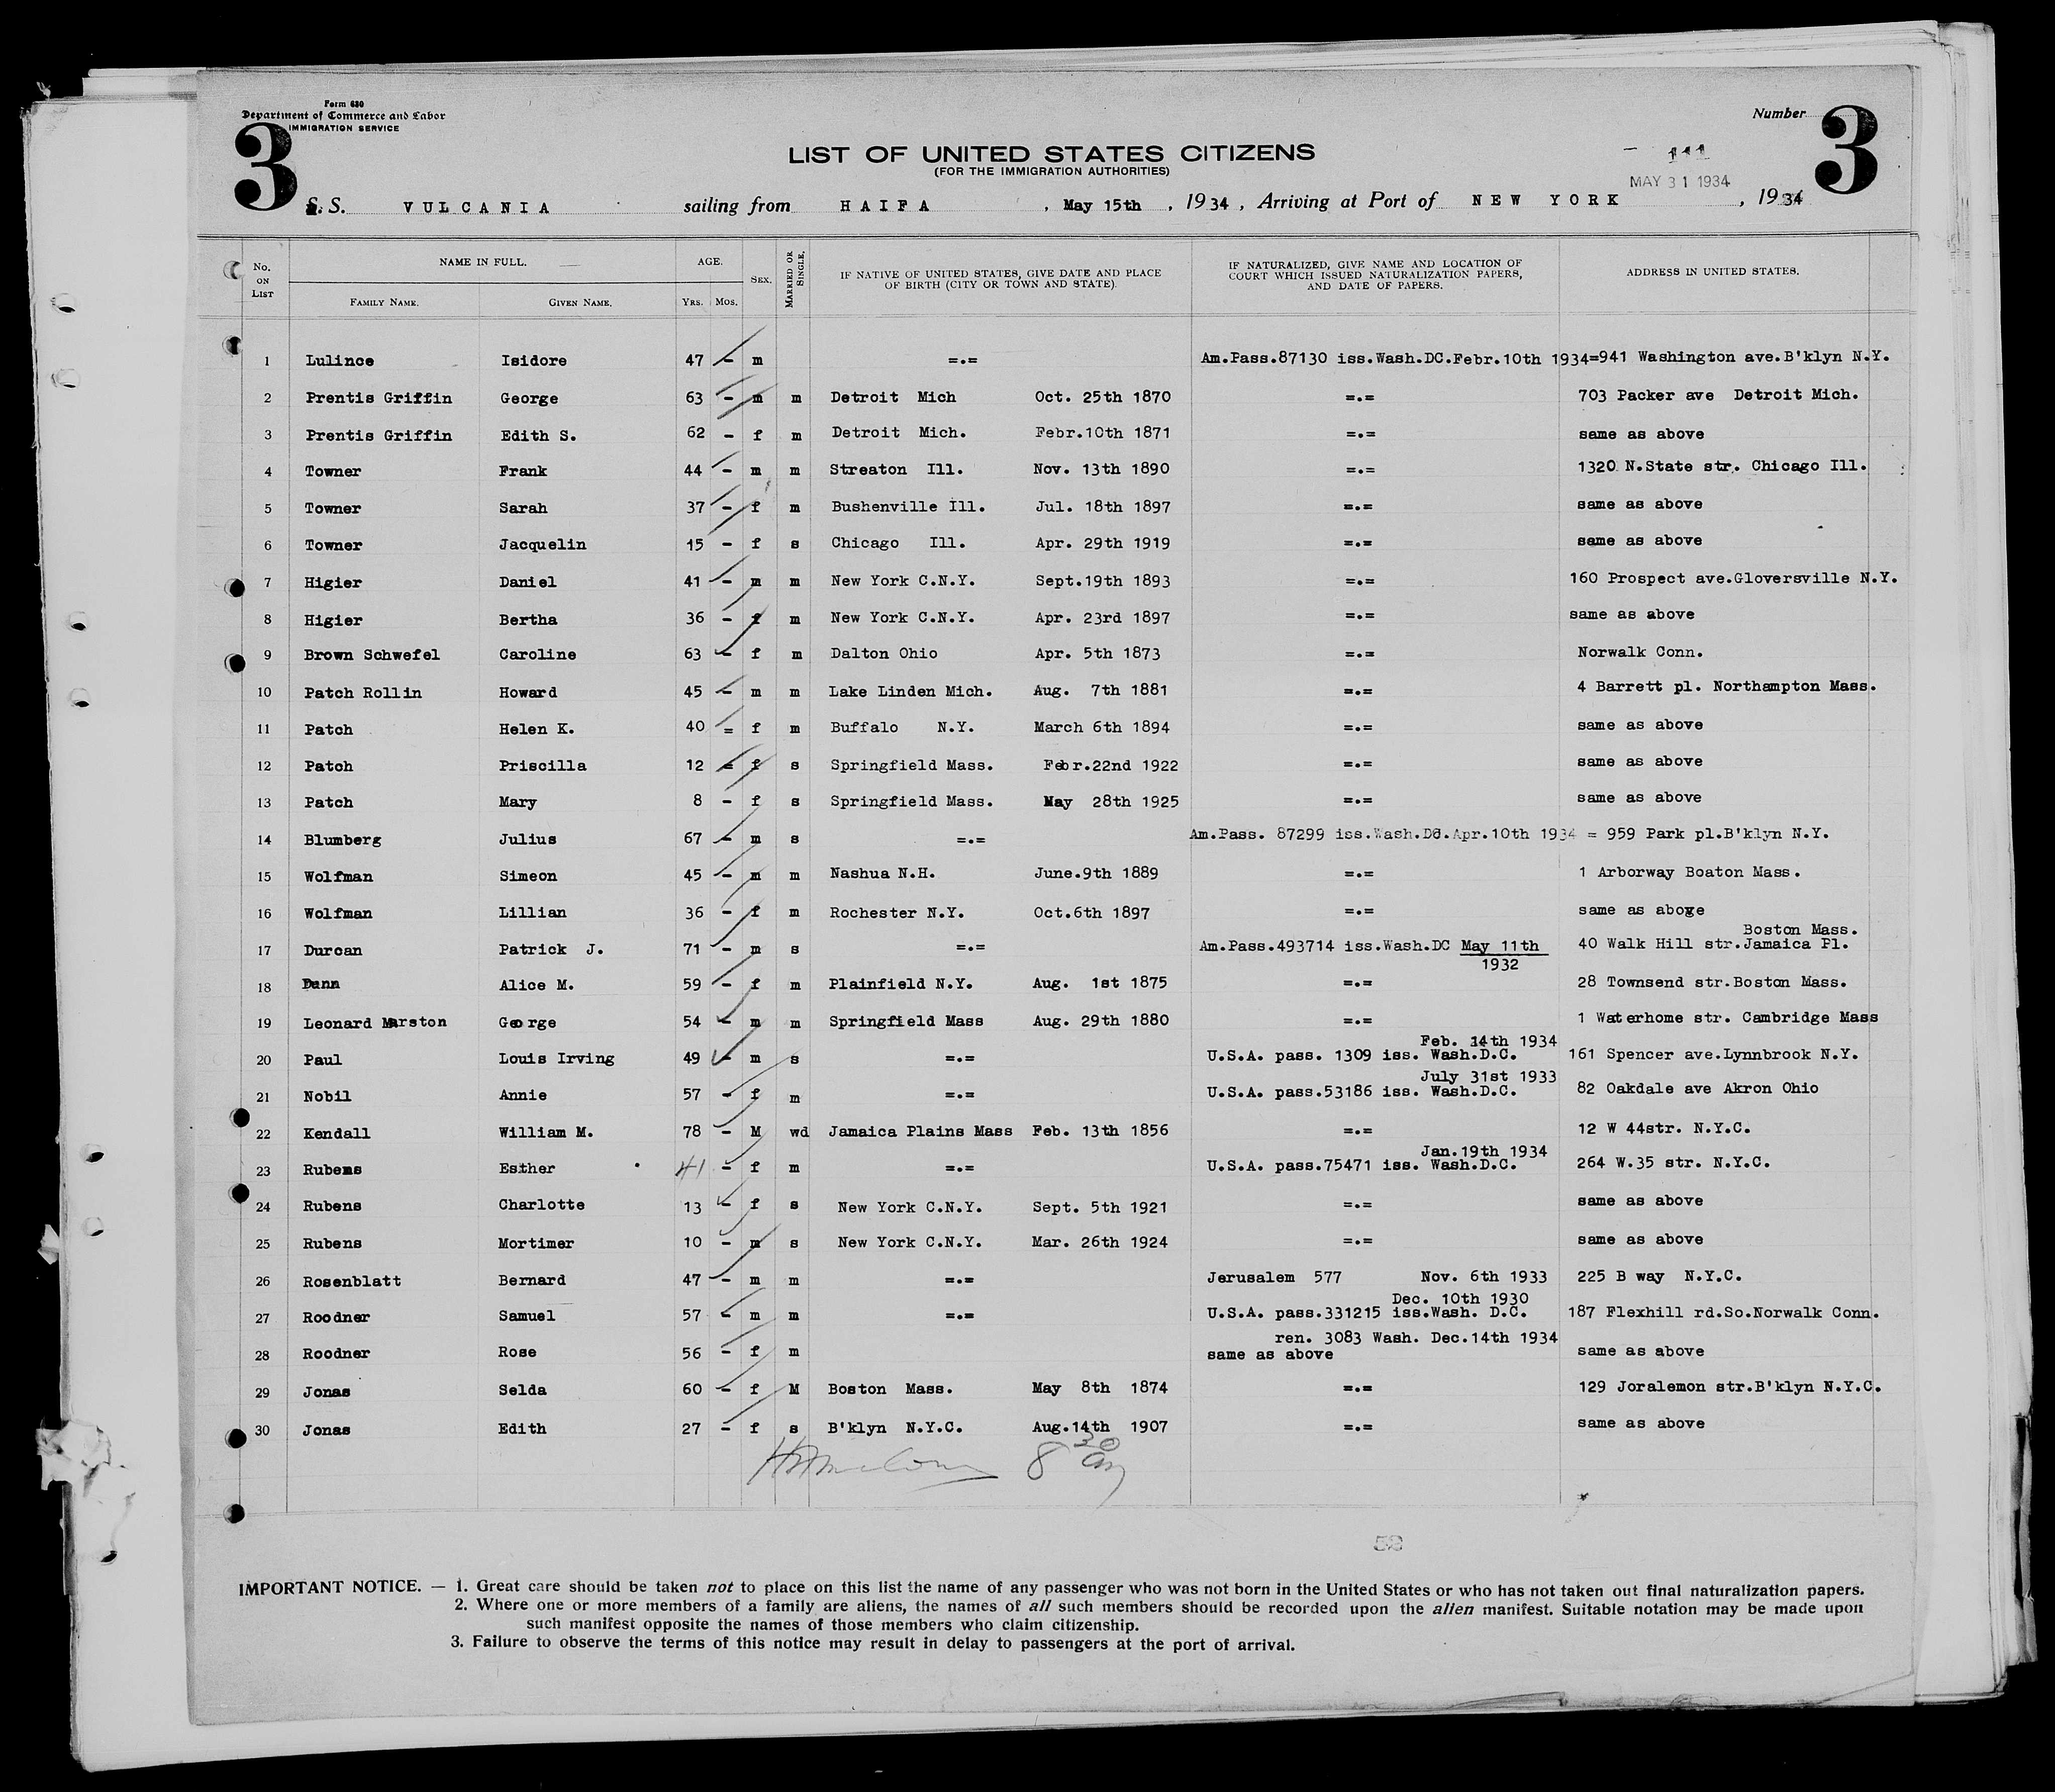 Form 630
Department of Commerce and Labor
IMMIGRATION SERVICE
Number
3
3
LIST OF UNITED STATES CITIZENS
(FOR THE IMMIGRATION AUTHORITIES)
111
MAY 31 1934
S. S. VULCANIA sailing from HAIFA , May 15th , 1934 , Arriving at Port of NEW YORK , 1934
No. ON LIST
NAME IN FULL.
FAMILY NAME. GIVEN NAME.
AGE.
YRS. MOS.
SEX.
MARRIED OR SINGLE.
IF NATIVE OF UNITED STATES, GIVE DATE AND PLACE
OF BIRTH (CITY OR TOWN AND STATE)
IF NATURALIZED, GIVE NAME AND LOCATION OF
COURT WHICH ISSUED NATURALIZATION PAPERS,
AND DATE OF PAPERS.
ADDRESS IN UNITED STATES.
1 Lulince Isidore 47 - m =.= Am.Pass.87130 iss.Wash.DC.Febr.10th 1934=941 Washington ave.B'klyn N.Y.
2 Prentis Griffin George 63 - m m Detroit Mich Oct. 25th 1870 =.= 703 Packer ave Detroit Mich.
3 Prentis Griffin Edith S. 62 - f m Detroit Mich. Febr.10th 1871 =.= same as above
4 Towner Frank 44 - m m Streaton Ill. Nov. 13th 1890 =.= 1320 N.State str. Chicago Ill.
5 Towner Sarah 37 - f m Bushenville Ill. Jul. 18th 1897 =.= same as above
6 Towner Jacquelin 15 - f s Chicago Ill. Apr. 29th 1919 =.= same as above
7 Higier Daniel 41 - m m New York C.N.Y. Sept.19th 1893 =.= 160 Prospect ave.Gloversville N.Y.
8 Higier Bertha 36 - f m New York C.N.Y. Apr. 23rd 1897 =.= same as above
9 Brown Schwefel Caroline 63 - f m Dalton Ohio Apr. 5th 1873 =.= Norwalk Conn.
10 Patch Rollin Howard 45 - m m Lake Linden Mich. Aug. 7th 1881 =.= 4 Barrett pl. Northampton Mass.
11 Patch Helen K. 40 = f m Buffalo N.Y. March 6th 1894 =.= same as above
12 Patch Priscilla 12 = f s Springfield Mass. Febr.22nd 1922 =.= same as above
13 Patch Mary 8 - f s Springfield Mass. May 28th 1925 =.= same as above
14 Blumberg Julius 67 - m s =.= Am.Pass. 87299 iss.Wash.Dd.Apr.10th 1934 = 959 Park pl.B'klyn N.Y.
15 Wolfman Simeon 45 - m m Nashua N.H. June.9th 1889 =.= 1 Arborway Boaton Mass.
16 Wolfman Lillian 36 - f m Rochester N.Y. Oct.6th 1897 =.= same as aboge
Boston Mass.
17 Durcan Patrick J. 71 - m s =.= Am.Pass.493714 iss.Wash.DC May 11th 40 Walk Hill str.Jamaica Pl.
1932
18 Dann Alice M. 59 - f m Plainfield N.Y. Aug. 1st 1875 =.= 28 Townsend str.Boston Mass.
19 Leonard Marston George 54 - m m Springfield Mass Aug. 29th 1880 =.= 1 Waterhome str. Cambridge Mass
Feb. 14th 1934
20 Paul Louis Irving 49 - m s =.= U.S.A. pass. 1309 iss. Wash.D.C. 161 Spencer ave.Lynnbrook N.Y.
July 31st 1933
21 Nobil Annie 57 - f m =.= U.S.A. pass.53186 iss. Wash.D.C. 82 Oakdale ave Akron Ohio
22 Kendall William M. 78 - M wd Jamaica Plains Mass Feb. 13th 1856 =.= 12 W 44str. N.Y.C.
Jan.19th 1934
23 Rubens Esther 41 - f m =.= U.S.A. pass.75471 iss. Wash.D.C. 264 W.35 str. N.Y.C.
24 Rubens Charlotte 13 - f s New York C.N.Y. Sept. 5th 1921 =.= same as above
25 Rubens Mortimer 10 - m s New York C.N.Y. Mar. 26th 1924 =.= same as above
26 Rosenblatt Bernard 47 - m m =.= Jerusalem 577 Nov. 6th 1933 225 B way N.Y.C.
Dec. 10th 1930
27 Roodner Samuel 57 - m m =.= U.S.A. pass.331215 iss.Wash. D.C. 187 Flexhill rd.So.Norwalk Conn.
ren. 3083 Wash. Dec.14th 1934
28 Roodner Rose 56 - f m same as above same as above
29 Jonas Selda 60 - f M Boston Mass. May 8th 1874 =.= 129 Joralemon str.B'klyn N.Y.C.
30 Jonas Edith 27 - f s B'klyn N.Y.C. Aug.14th 1907 =.= same as above
8 30 am
IMPORTANT NOTICE. — 1. Great care should be taken not to place on this list the name of any passenger who was not born in the United States or who has not taken out final naturalization papers.
2. Where one or more members of a family are aliens, the names of all such members should be recorded upon the alien manifest. Suitable notation may be made upon
such manifest opposite the names of those members who claim citizenship.
3. Failure to observe the terms of this notice may result in delay to passengers at the port of arrival.